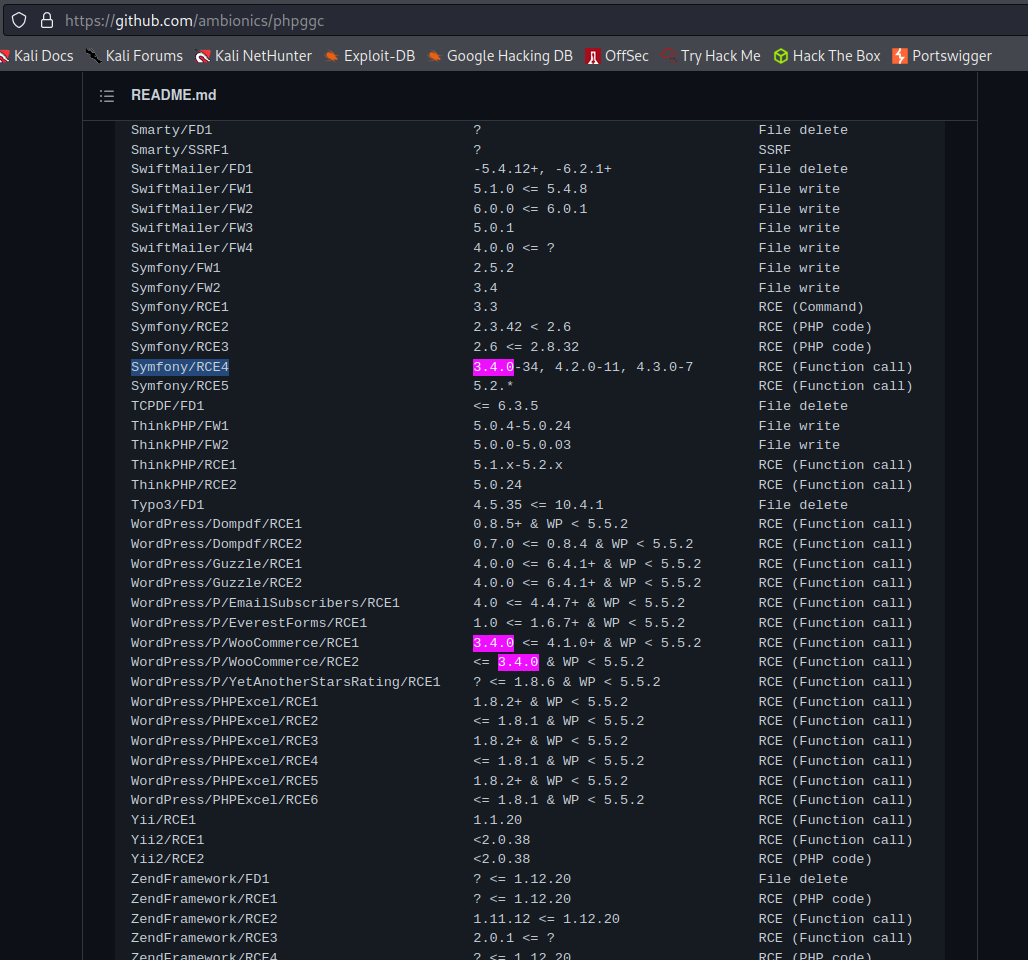 https://github.com/ambionics/phpggc
Kali Docs Kali Forums Kali NetHunter Exploit-DB Google Hacking DB OffSec Try Hack Me Hack The Box Portswigger
README.md
Smarty/FD1 ? File delete
Smarty/SSRF1 ? SSRF
SwiftMailer/FD1 -5.4.12+, -6.2.1+ File delete
SwiftMailer/FW1 5.1.0 <= 5.4.8 File write
SwiftMailer/FW2 6.0.0 <= 6.0.1 File write
SwiftMailer/FW3 5.0.1 File write
SwiftMailer/FW4 4.0.0 <= ? File write
Symfony/FW1 2.5.2 File write
Symfony/FW2 3.4 File write
Symfony/RCE1 3.3 RCE (Command)
Symfony/RCE2 2.3.42 < 2.6 RCE (PHP code)
Symfony/RCE3 2.6 <= 2.8.32 RCE (PHP code)
Symfony/RCE4 3.4.0-34, 4.2.0-11, 4.3.0-7 RCE (Function call)
Symfony/RCE5 5.2.* RCE (Function call)
TCPDF/FD1 <= 6.3.5 File delete
ThinkPHP/FW1 5.0.4-5.0.24 File write
ThinkPHP/FW2 5.0.0-5.0.03 File write
ThinkPHP/RCE1 5.1.x-5.2.x RCE (Function call)
ThinkPHP/RCE2 5.0.24 RCE (Function call)
Typo3/FD1 4.5.35 <= 10.4.1 File delete
WordPress/Dompdf/RCE1 0.8.5+ & WP < 5.5.2 RCE (Function call)
WordPress/Dompdf/RCE2 0.7.0 <= 0.8.4 & WP < 5.5.2 RCE (Function call)
WordPress/Guzzle/RCE1 4.0.0 <= 6.4.1+ & WP < 5.5.2 RCE (Function call)
WordPress/Guzzle/RCE2 4.0.0 <= 6.4.1+ & WP < 5.5.2 RCE (Function call)
WordPress/P/EmailSubscribers/RCE1 4.0 <= 4.4.7+ & WP < 5.5.2 RCE (Function call)
WordPress/P/EverestForms/RCE1 1.0 <= 1.6.7+ & WP < 5.5.2 RCE (Function call)
WordPress/P/WooCommerce/RCE1 3.4.0 <= 4.1.0+ & WP < 5.5.2 RCE (Function call)
WordPress/P/WooCommerce/RCE2 <= 3.4.0 & WP < 5.5.2 RCE (Function call)
WordPress/P/YetAnotherStarsRating/RCE1 ? <= 1.8.6 & WP < 5.5.2 RCE (Function call)
WordPress/PHPExcel/RCE1 1.8.2+ & WP < 5.5.2 RCE (Function call)
WordPress/PHPExcel/RCE2 <= 1.8.1 & WP < 5.5.2 RCE (Function call)
WordPress/PHPExcel/RCE3 1.8.2+ & WP < 5.5.2 RCE (Function call)
WordPress/PHPExcel/RCE4 <= 1.8.1 & WP < 5.5.2 RCE (Function call)
WordPress/PHPExcel/RCE5 1.8.2+ & WP < 5.5.2 RCE (Function call)
WordPress/PHPExcel/RCE6 <= 1.8.1 & WP < 5.5.2 RCE (Function call)
Yii/RCE1 1.1.20 RCE (Function call)
Yii2/RCE1 <2.0.38 RCE (Function call)
Yii2/RCE2 <2.0.38 RCE (PHP code)
ZendFramework/FD1 ? <= 1.12.20 File delete
ZendFramework/RCE1 ? <= 1.12.20 RCE (PHP code)
ZendFramework/RCE2 1.11.12 <= 1.12.20 RCE (Function call)
ZendFramework/RCE3 2.0.1 <= ? RCE (Function call)
ZendFramework/RCE4 ? <= 1.12.20 RCE (PHP code)